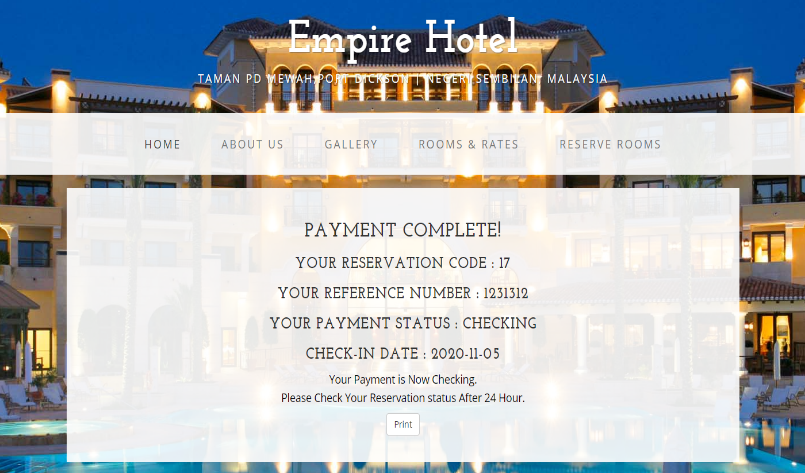 Empire Hotel
TAMAN PD MEWAH,PORT DICKSON | NEGERI SEMBILAN, MALAYSIA
HOME ABOUT US GALLERY ROOMS & RATES RESERVE ROOMS
PAYMENT COMPLETE!
YOUR RESERVATION CODE : 17
YOUR REFERENCE NUMBER : 1231312
YOUR PAYMENT STATUS : CHECKING
CHECK-IN DATE : 2020-11-05
Your Payment is Now Checking.
Please Check Your Reservation status After 24 Hour.
Print